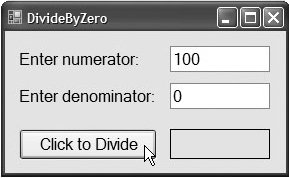 DivideByZero
Enter numerator: 100
Enter denominator: 0
Click to Divide